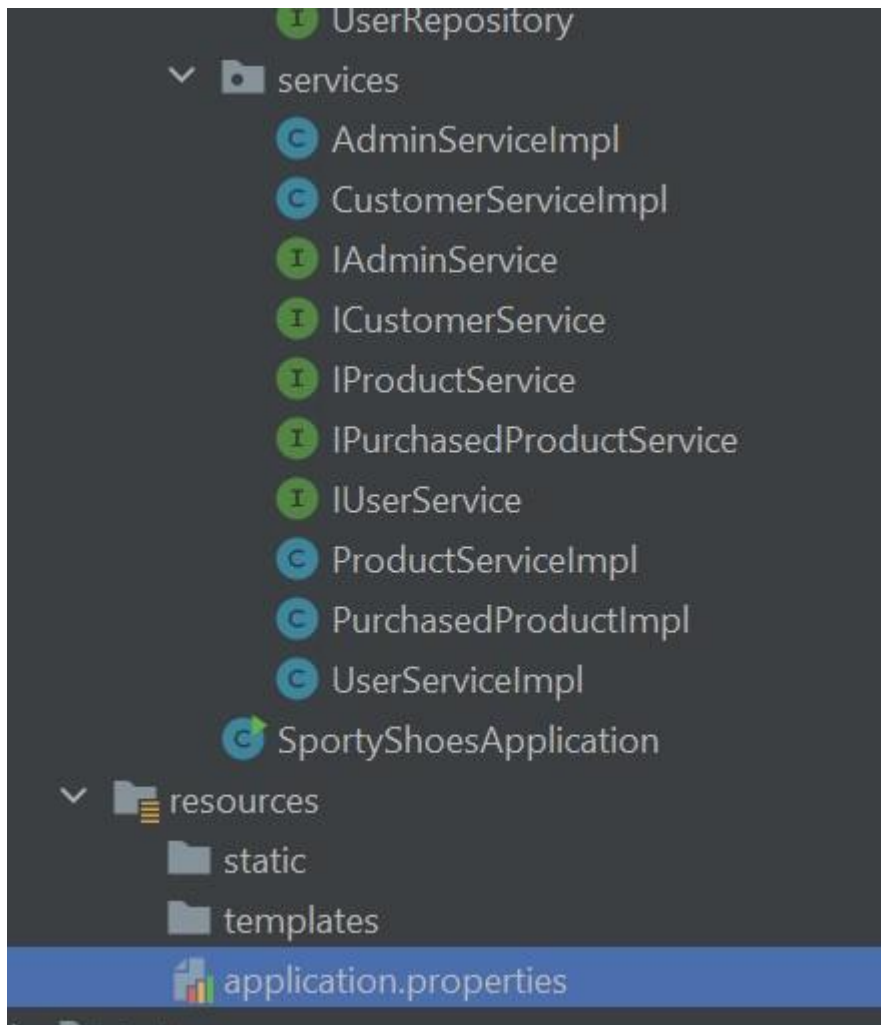 UserRepository
services
AdminServiceImpl
CustomerServiceImpl
IAdminService
ICustomerService
IProductService
IPurchasedProductService
IUserService
ProductServiceImpl
PurchasedProductImpl
UserServiceImpl
SportyShoesApplication
resources
static
templates
application.properties